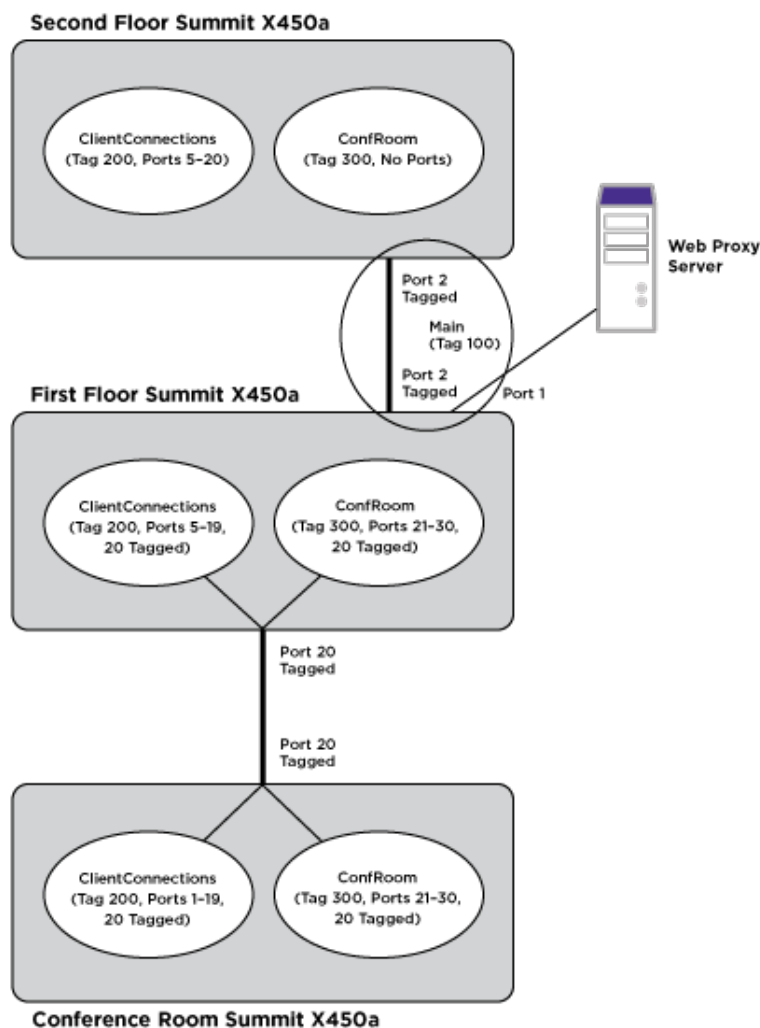 Second Floor Summit X450a
ClientConnections
(Tag 200, Ports 5–20)
ConfRoom
(Tag 300, No Ports)
Web Proxy
Server
Port 2
Tagged
Main
(Tag 100)
Port 2
Tagged
Port 1
First Floor Summit X450a
ClientConnections
(Tag 200, Ports 5–19,
20 Tagged)
ConfRoom
(Tag 300, Ports 21–30,
20 Tagged)
Port 20
Tagged
Port 20
Tagged
ClientConnections
(Tag 200, Ports 1–19,
20 Tagged)
ConfRoom
(Tag 300, Ports 21–30,
20 Tagged)
Conference Room Summit X450a